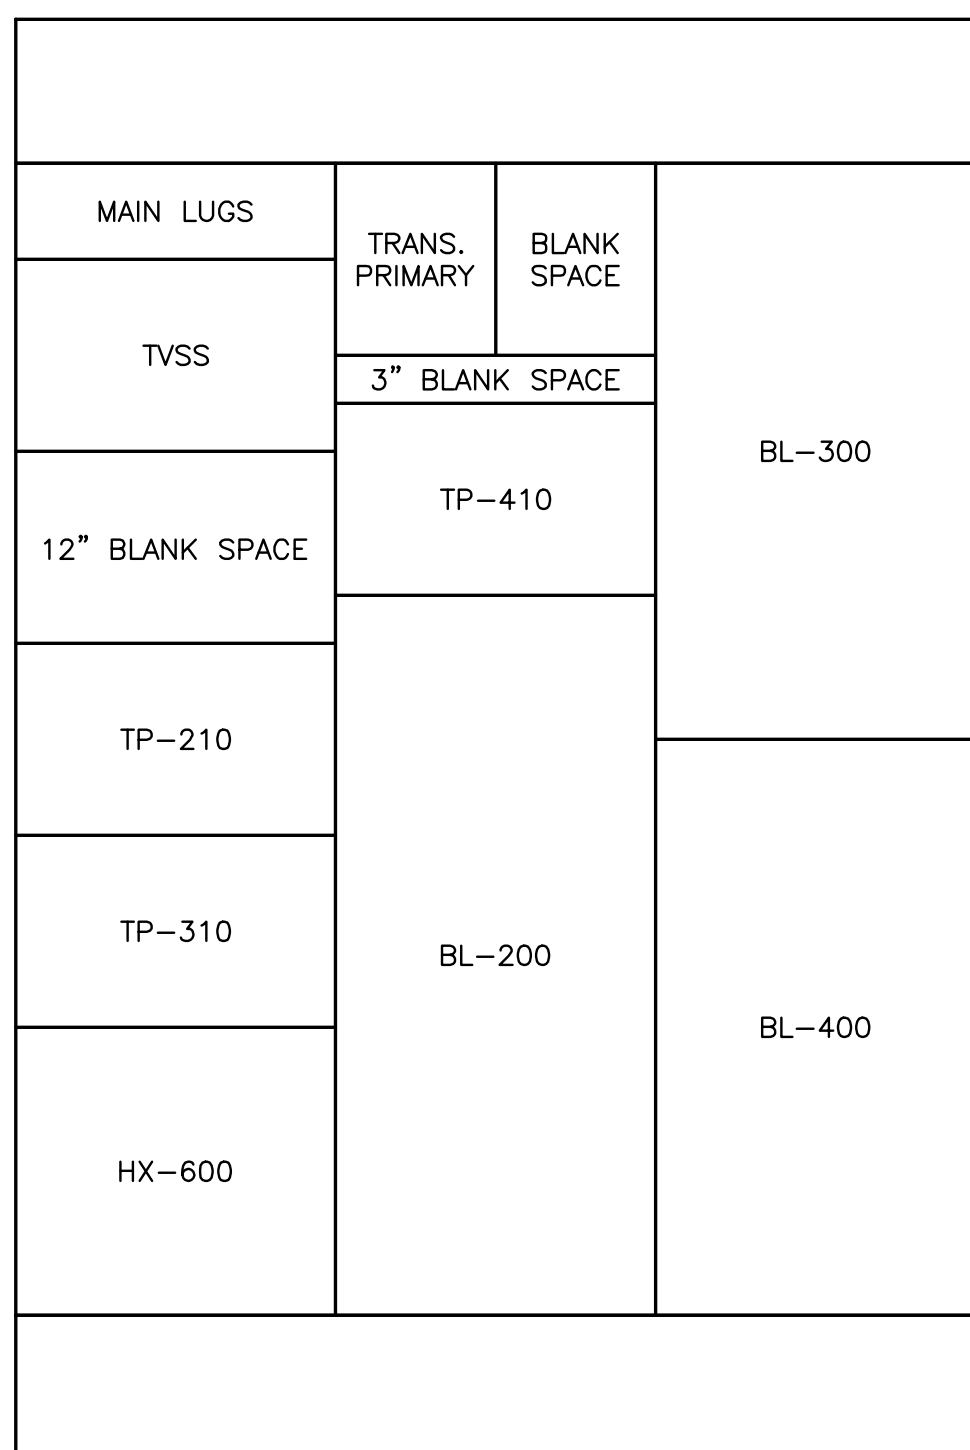 MAIN LUGS
TVSS
12” BLANK SPACE
TP-210
TP-310
HX-600
TRANS.
PRIMARY
BLANK
SPACE
3” BLANK SPACE
TP-410
BL-200
BL-300
BL-400